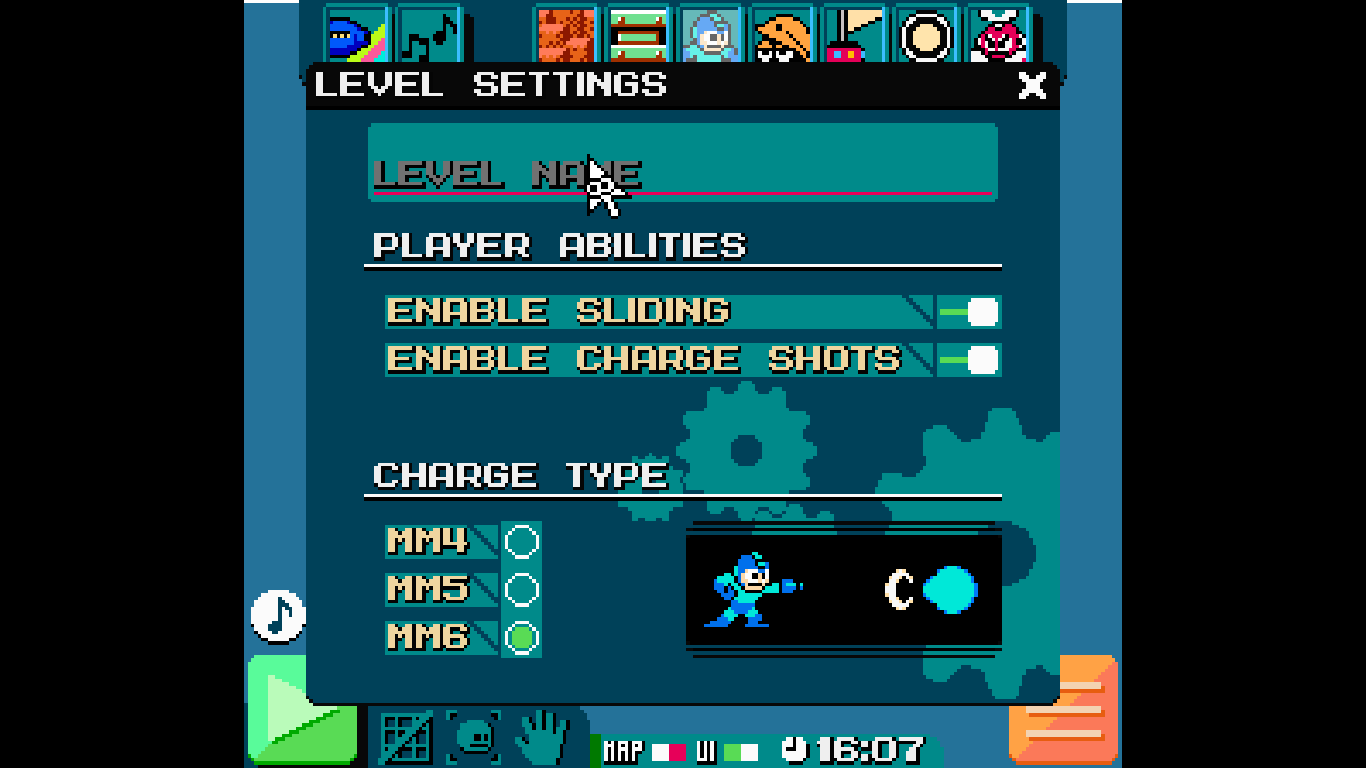 LEVEL SETTINGS
LEVEL NAME
PLAYER ABILITIES
ENABLE SLIDING
ENABLE CHARGE SHOTS
CHARGE TYPE
MM4
MM5
MM6
MAP UI 16:07